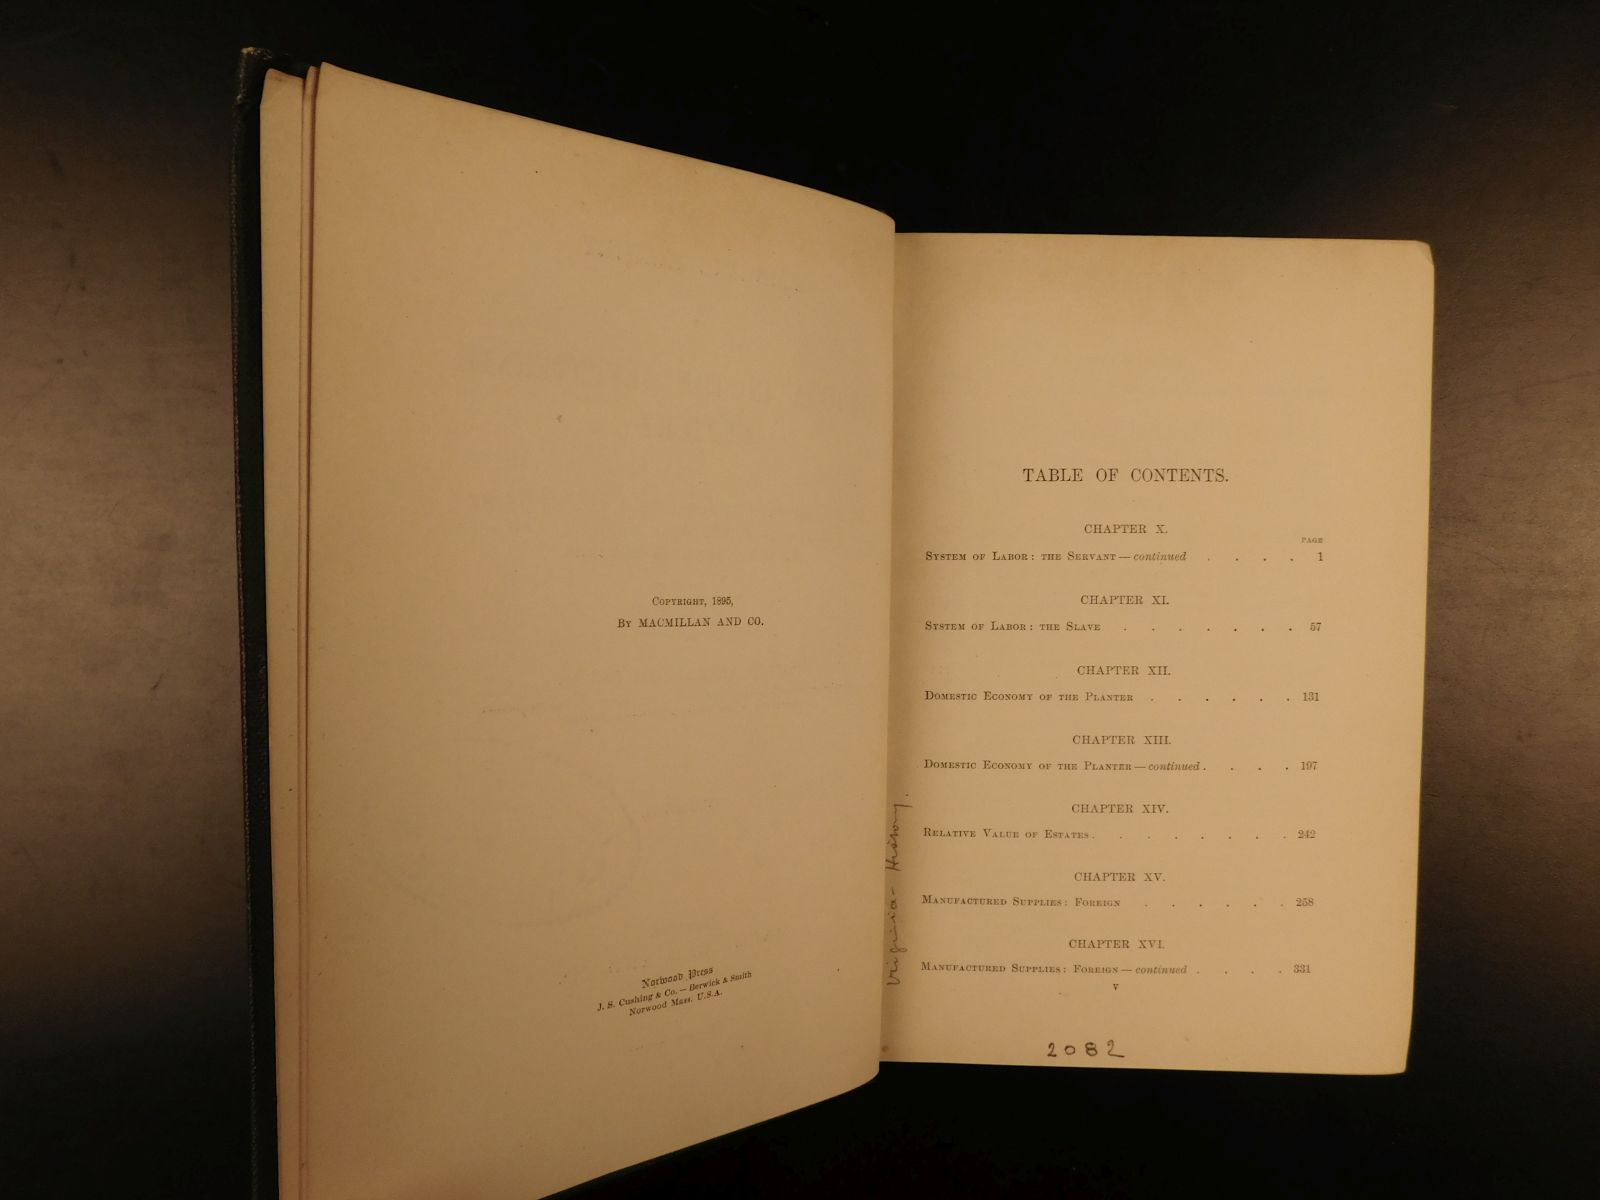 Copyright, 1895,
By MACMILLAN AND CO.
Norwood Press
J. S. Cushing & Co. — Berwick & Smith
Norwood Mass. U.S.A.
Virginia - History.
TABLE OF CONTENTS.
CHAPTER X.
PAGE
System of Labor: the Servant — continued . . . . 1
CHAPTER XI.
System of Labor: the Slave . . . . . . . 57
CHAPTER XII.
Domestic Economy of the Planter . . . . . . 131
CHAPTER XIII.
Domestic Economy of the Planter — continued . . . . 197
CHAPTER XIV.
Relative Value of Estates . . . . . . . . 242
CHAPTER XV.
Manufactured Supplies: Foreign . . . . . . 258
CHAPTER XVI.
Manufactured Supplies: Foreign — continued . . . . 331
v
2082